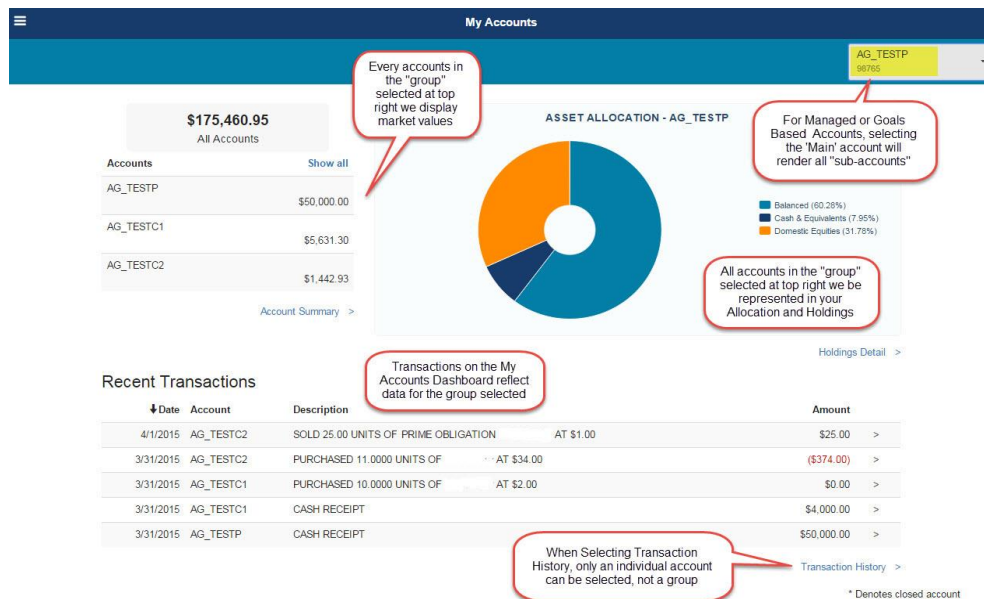 My Accounts
AG_TESTP
98765
Every accounts in
the "group"
selected at top
right we display
market values
For Managed or Goals
Based Accounts, selecting
the 'Main' account will
render all "sub-accounts"
$175,460.95
All Accounts
Accounts Show all
AG_TESTP
$50,000.00
AG_TESTC1
$5,631.30
AG_TESTC2
$1,442.93
Account Summary >
ASSET ALLOCATION - AG_TESTP
Balanced (60.28%)
Cash & Equivalents (7.95%)
Domestic Equities (31.78%)
All accounts in the "group"
selected at top right we be
represented in your
Allocation and Holdings
Holdings Detail >
Transactions on the My
Accounts Dashboard reflect
data for the group selected
Recent Transactions
Date Account Description Amount
4/1/2015 AG_TESTC2 SOLD 25.00 UNITS OF PRIME OBLIGATION AT $1.00 $25.00 >
3/31/2015 AG_TESTC2 PURCHASED 11.0000 UNITS OF AT $34.00 ($374.00) >
3/31/2015 AG_TESTC1 PURCHASED 10.0000 UNITS OF AT $2.00 $0.00 >
3/31/2015 AG_TESTC1 CASH RECEIPT $4,000.00 >
3/31/2015 AG_TESTP CASH RECEIPT $50,000.00 >
When Selecting Transaction
History, only an individual account
can be selected, not a group
Transaction History >
* Denotes closed account